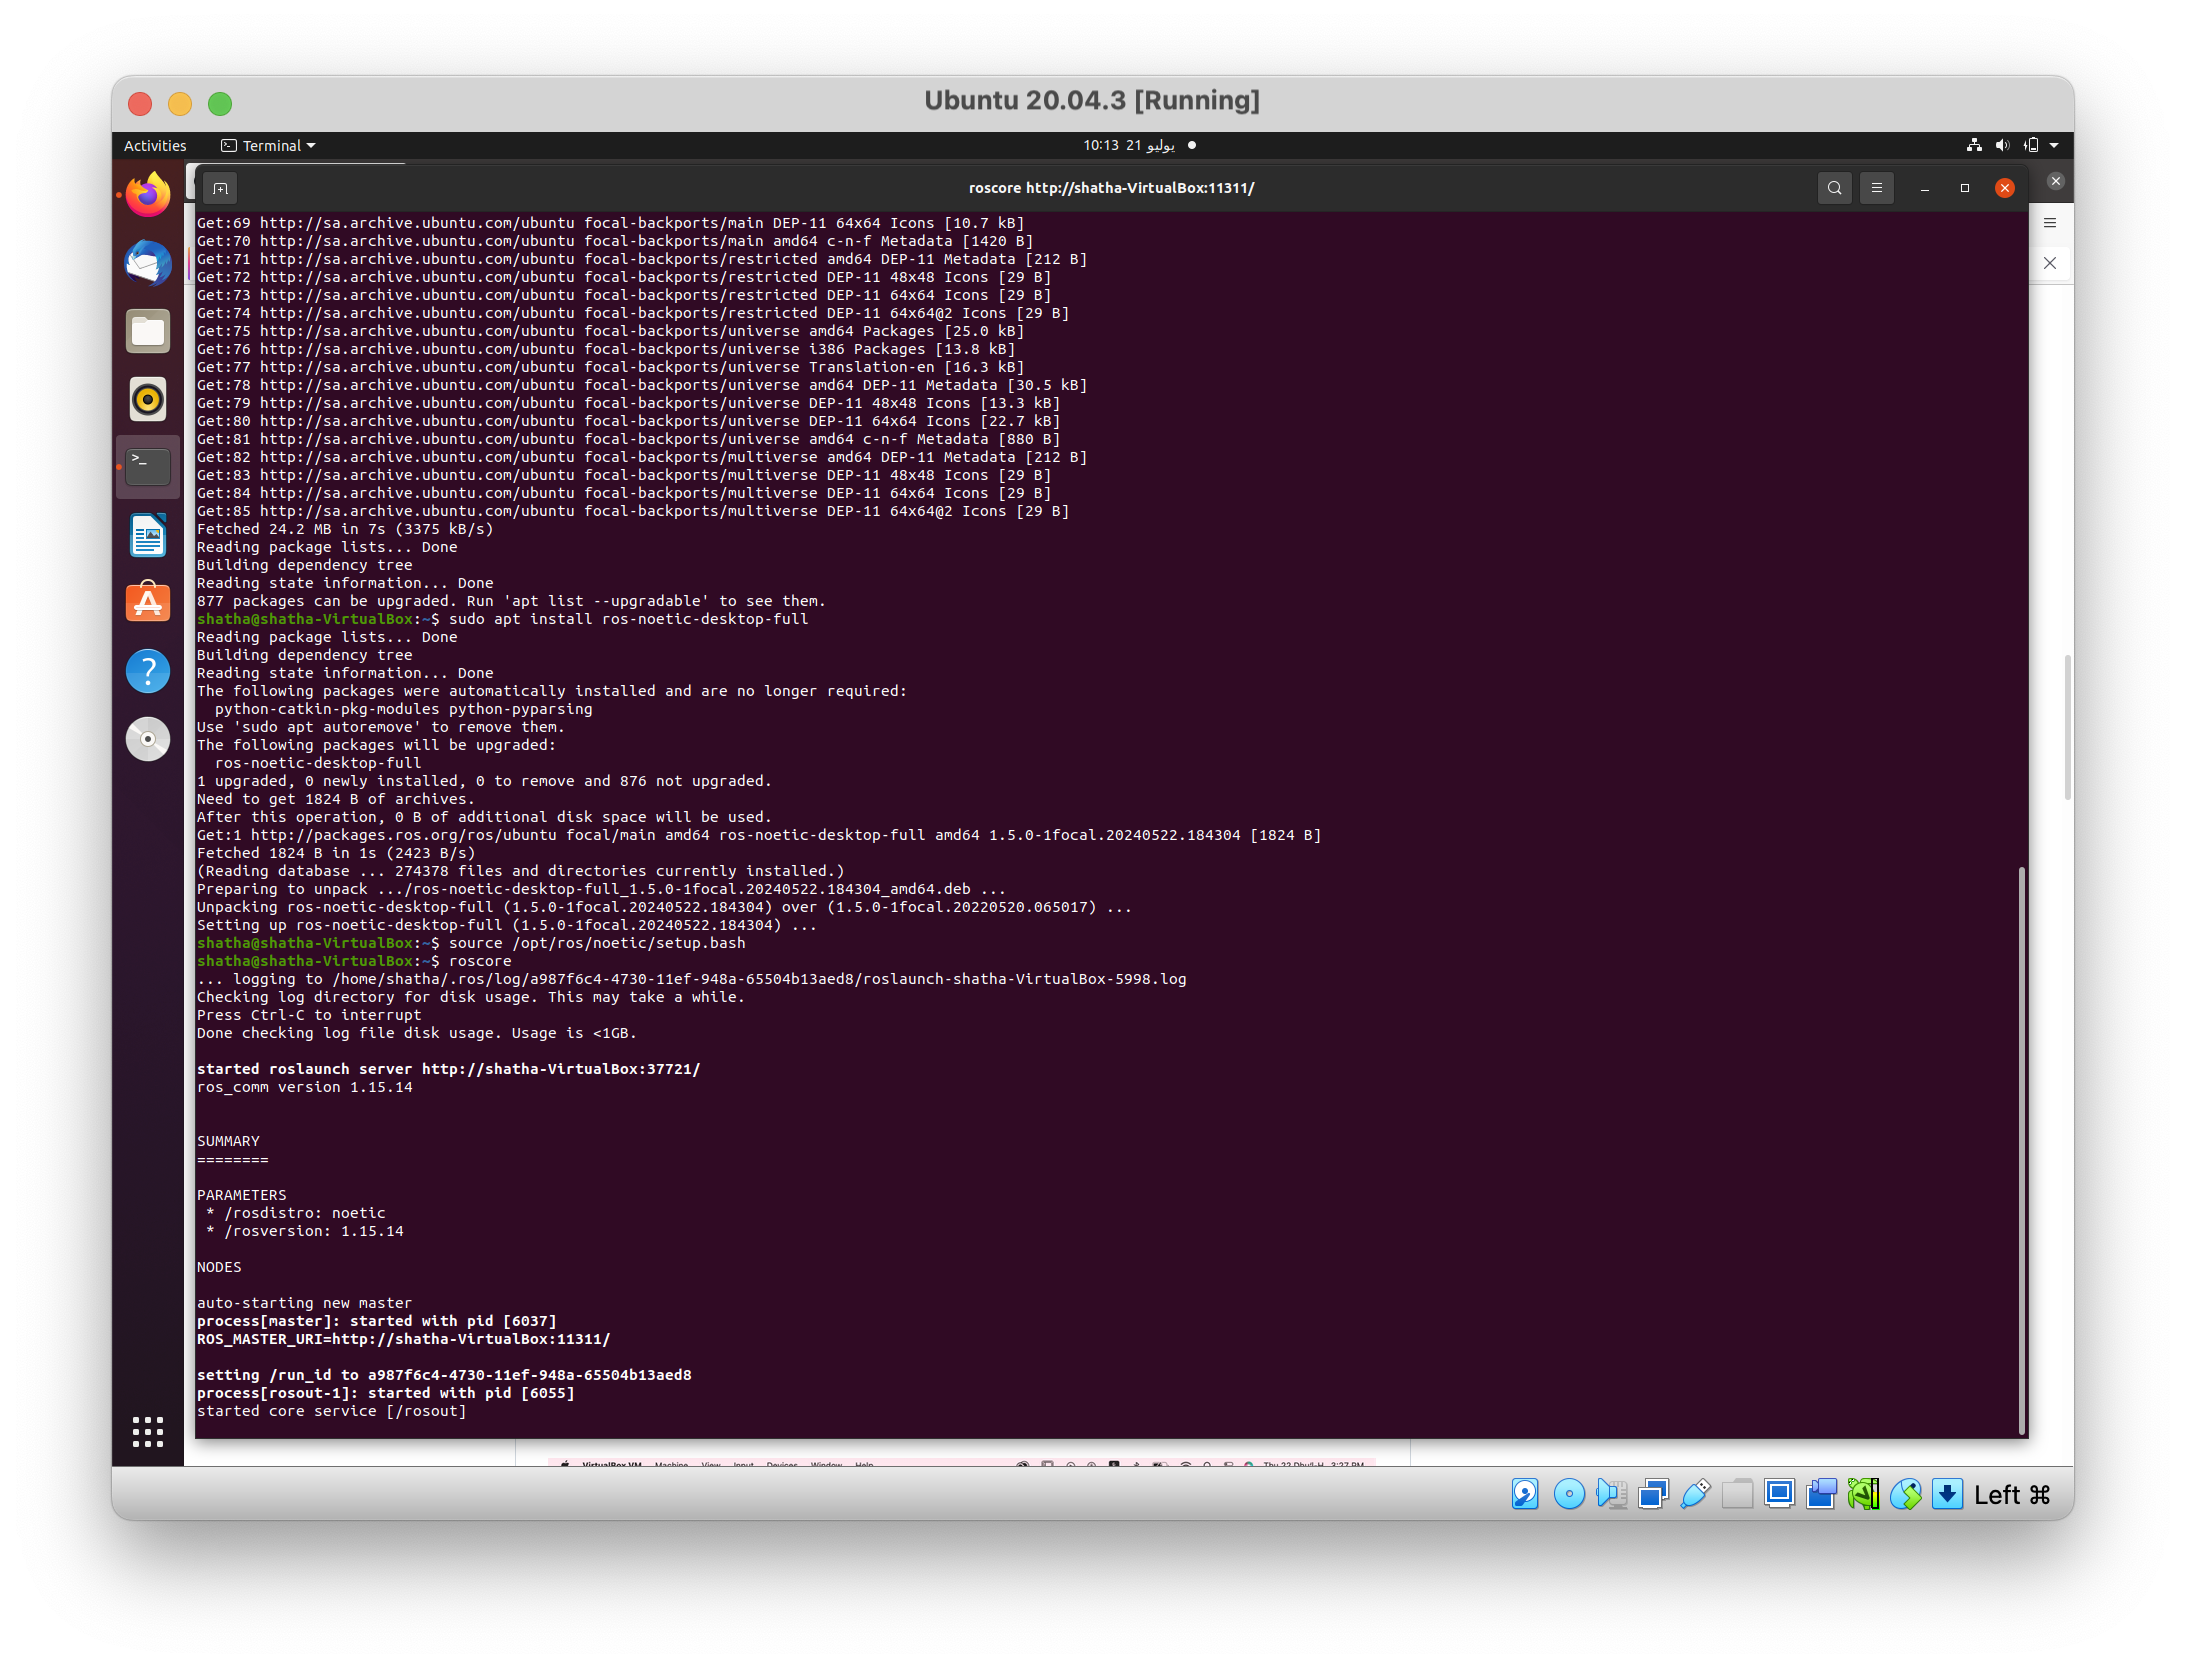 Ubuntu 20.04.3 [Running]
Activities Terminal 10:13 21 يوليو
roscore http://shatha-VirtualBox:11311/
Get:69 http://sa.archive.ubuntu.com/ubuntu focal-backports/main DEP-11 64x64 Icons [10.7 kB]
Get:70 http://sa.archive.ubuntu.com/ubuntu focal-backports/main amd64 c-n-f Metadata [1420 B]
Get:71 http://sa.archive.ubuntu.com/ubuntu focal-backports/restricted amd64 DEP-11 Metadata [212 B]
Get:72 http://sa.archive.ubuntu.com/ubuntu focal-backports/restricted DEP-11 48x48 Icons [29 B]
Get:73 http://sa.archive.ubuntu.com/ubuntu focal-backports/restricted DEP-11 64x64 Icons [29 B]
Get:74 http://sa.archive.ubuntu.com/ubuntu focal-backports/restricted DEP-11 64x64@2 Icons [29 B]
Get:75 http://sa.archive.ubuntu.com/ubuntu focal-backports/universe amd64 Packages [25.0 kB]
Get:76 http://sa.archive.ubuntu.com/ubuntu focal-backports/universe i386 Packages [13.8 kB]
Get:77 http://sa.archive.ubuntu.com/ubuntu focal-backports/universe Translation-en [16.3 kB]
Get:78 http://sa.archive.ubuntu.com/ubuntu focal-backports/universe amd64 DEP-11 Metadata [30.5 kB]
Get:79 http://sa.archive.ubuntu.com/ubuntu focal-backports/universe DEP-11 48x48 Icons [13.3 kB]
Get:80 http://sa.archive.ubuntu.com/ubuntu focal-backports/universe DEP-11 64x64 Icons [22.7 kB]
Get:81 http://sa.archive.ubuntu.com/ubuntu focal-backports/universe amd64 c-n-f Metadata [880 B]
Get:82 http://sa.archive.ubuntu.com/ubuntu focal-backports/multiverse amd64 DEP-11 Metadata [212 B]
Get:83 http://sa.archive.ubuntu.com/ubuntu focal-backports/multiverse DEP-11 48x48 Icons [29 B]
Get:84 http://sa.archive.ubuntu.com/ubuntu focal-backports/multiverse DEP-11 64x64 Icons [29 B]
Get:85 http://sa.archive.ubuntu.com/ubuntu focal-backports/multiverse DEP-11 64x64@2 Icons [29 B]
Fetched 24.2 MB in 7s (3375 kB/s)
Reading package lists... Done
Building dependency tree
Reading state information... Done
877 packages can be upgraded. Run 'apt list --upgradable' to see them.
shatha@shatha-VirtualBox:~$ sudo apt install ros-noetic-desktop-full
Reading package lists... Done
Building dependency tree
Reading state information... Done
The following packages were automatically installed and are no longer required:
  python-catkin-pkg-modules python-pyparsing
Use 'sudo apt autoremove' to remove them.
The following packages will be upgraded:
  ros-noetic-desktop-full
1 upgraded, 0 newly installed, 0 to remove and 876 not upgraded.
Need to get 1824 B of archives.
After this operation, 0 B of additional disk space will be used.
Get:1 http://packages.ros.org/ros/ubuntu focal/main amd64 ros-noetic-desktop-full amd64 1.5.0-1focal.20240522.184304 [1824 B]
Fetched 1824 B in 1s (2423 B/s)
(Reading database ... 274378 files and directories currently installed.)
Preparing to unpack .../ros-noetic-desktop-full_1.5.0-1focal.20240522.184304_amd64.deb ...
Unpacking ros-noetic-desktop-full (1.5.0-1focal.20240522.184304) over (1.5.0-1focal.20220520.065017) ...
Setting up ros-noetic-desktop-full (1.5.0-1focal.20240522.184304) ...
shatha@shatha-VirtualBox:~$ source /opt/ros/noetic/setup.bash
shatha@shatha-VirtualBox:~$ roscore
... logging to /home/shatha/.ros/log/a987f6c4-4730-11ef-948a-65504b13aed8/roslaunch-shatha-VirtualBox-5998.log
Checking log directory for disk usage. This may take a while.
Press Ctrl-C to interrupt
Done checking log file disk usage. Usage is <1GB.
started roslaunch server http://shatha-VirtualBox:37721/
ros_comm version 1.15.14
SUMMARY
========
PARAMETERS
 * /rosdistro: noetic
 * /rosversion: 1.15.14
NODES
auto-starting new master
process[master]: started with pid [6037]
ROS_MASTER_URI=http://shatha-VirtualBox:11311/
setting /run_id to a987f6c4-4730-11ef-948a-65504b13aed8
process[rosout-1]: started with pid [6055]
started core service [/rosout]
VirtualBox VM Machine View Input Devices Window Help
Left ⌘